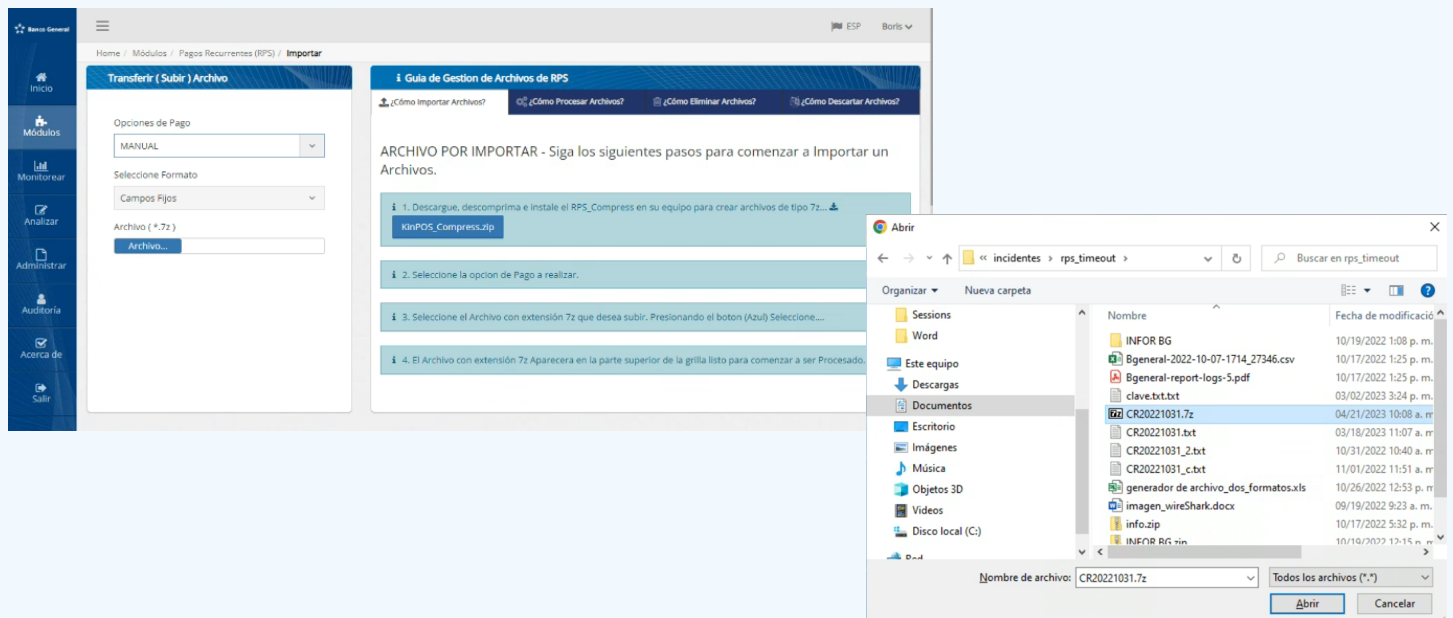 Banco General
ESP
Boris
Home / Módulos / Pagos Recurrentes (RPS) / Importar
Inicio
Módulos
Monitorear
Analizar
Administrar
Auditoría
Acerca de
Salir
Transferir ( Subir ) Archivo
Opciones de Pago
MANUAL
Seleccione Formato
Campos Fijos
Archivo ( *.7z )
Archivo...
Guia de Gestion de Archivos de RPS
¿Cómo Importar Archivos?
¿Cómo Procesar Archivos?
¿Cómo Eliminar Archivos?
¿Cómo Descartar Archivos?
ARCHIVO POR IMPORTAR - Siga los siguientes pasos para comenzar a Importar un
Archivos.
1. Descargue, descomprima e instale el RPS_Compress en su equipo para crear archivos de tipo 7z...
KinPOS_Compress.zip
2. Seleccione la opcion de Pago a realizar.
3. Seleccione el Archivo con extensión 7z que desea subir. Presionando el boton (Azul) Seleccione....
4. El Archivo con extensión 7z Aparecera en la parte superior de la grilla listo para comenzar a ser Procesado.
Abrir
« incidentes › rps_timeout ›
Buscar en rps_timeout
Organizar
Nueva carpeta
Sessions
Word
Este equipo
Descargas
Documentos
Escritorio
Imágenes
Música
Objetos 3D
Videos
Disco local (C:)
Red
Nombre
Fecha de modificació
INFOR BG 10/19/2022 1:08 p. m.
Bgeneral-2022-10-07-1714_27346.csv 10/17/2022 1:25 p. m.
Bgeneral-report-logs-5.pdf 10/17/2022 1:25 p. m.
clave.txt.txt 03/02/2023 3:24 p. m.
CR20221031.7z 04/21/2023 10:08 a. m
CR20221031.txt 03/18/2023 11:07 a. m
CR20221031_2.txt 10/31/2022 10:40 a. m
CR20221031_c.txt 11/01/2022 11:51 a. m
generador de archivo_dos_formatos.xls 10/26/2022 12:53 p. m
imagen_wireShark.docx 09/19/2022 9:23 a. m.
info.zip 10/17/2022 5:32 p. m.
INFOR BG.zip 10/19/2022 12:15 p. m
Nombre de archivo: CR20221031.7z
Todos los archivos (*.*)
Abrir
Cancelar